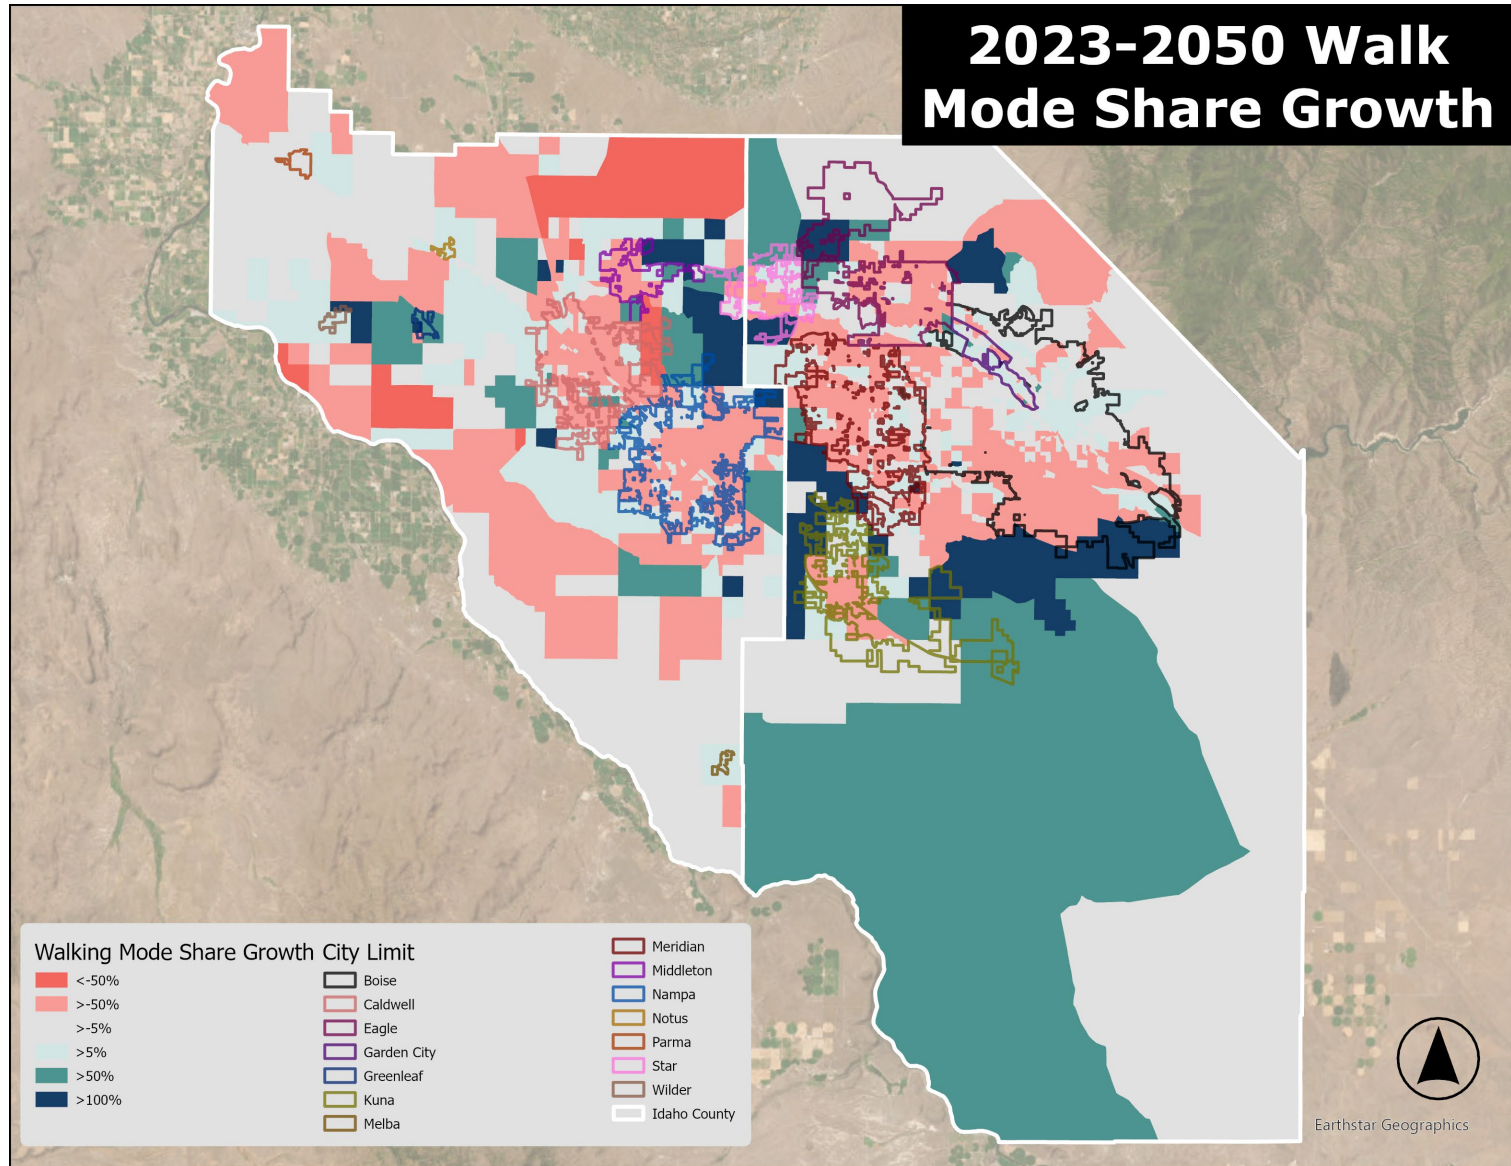 2023-2050 Walk
Mode Share Growth
Walking Mode Share Growth
<-50%
>-50%
>-5%
>5%
>50%
>100%
City Limit
Boise
Caldwell
Eagle
Garden City
Greenleaf
Kuna
Melba
Meridian
Middleton
Nampa
Notus
Parma
Star
Wilder
Idaho County
Earthstar Geographics